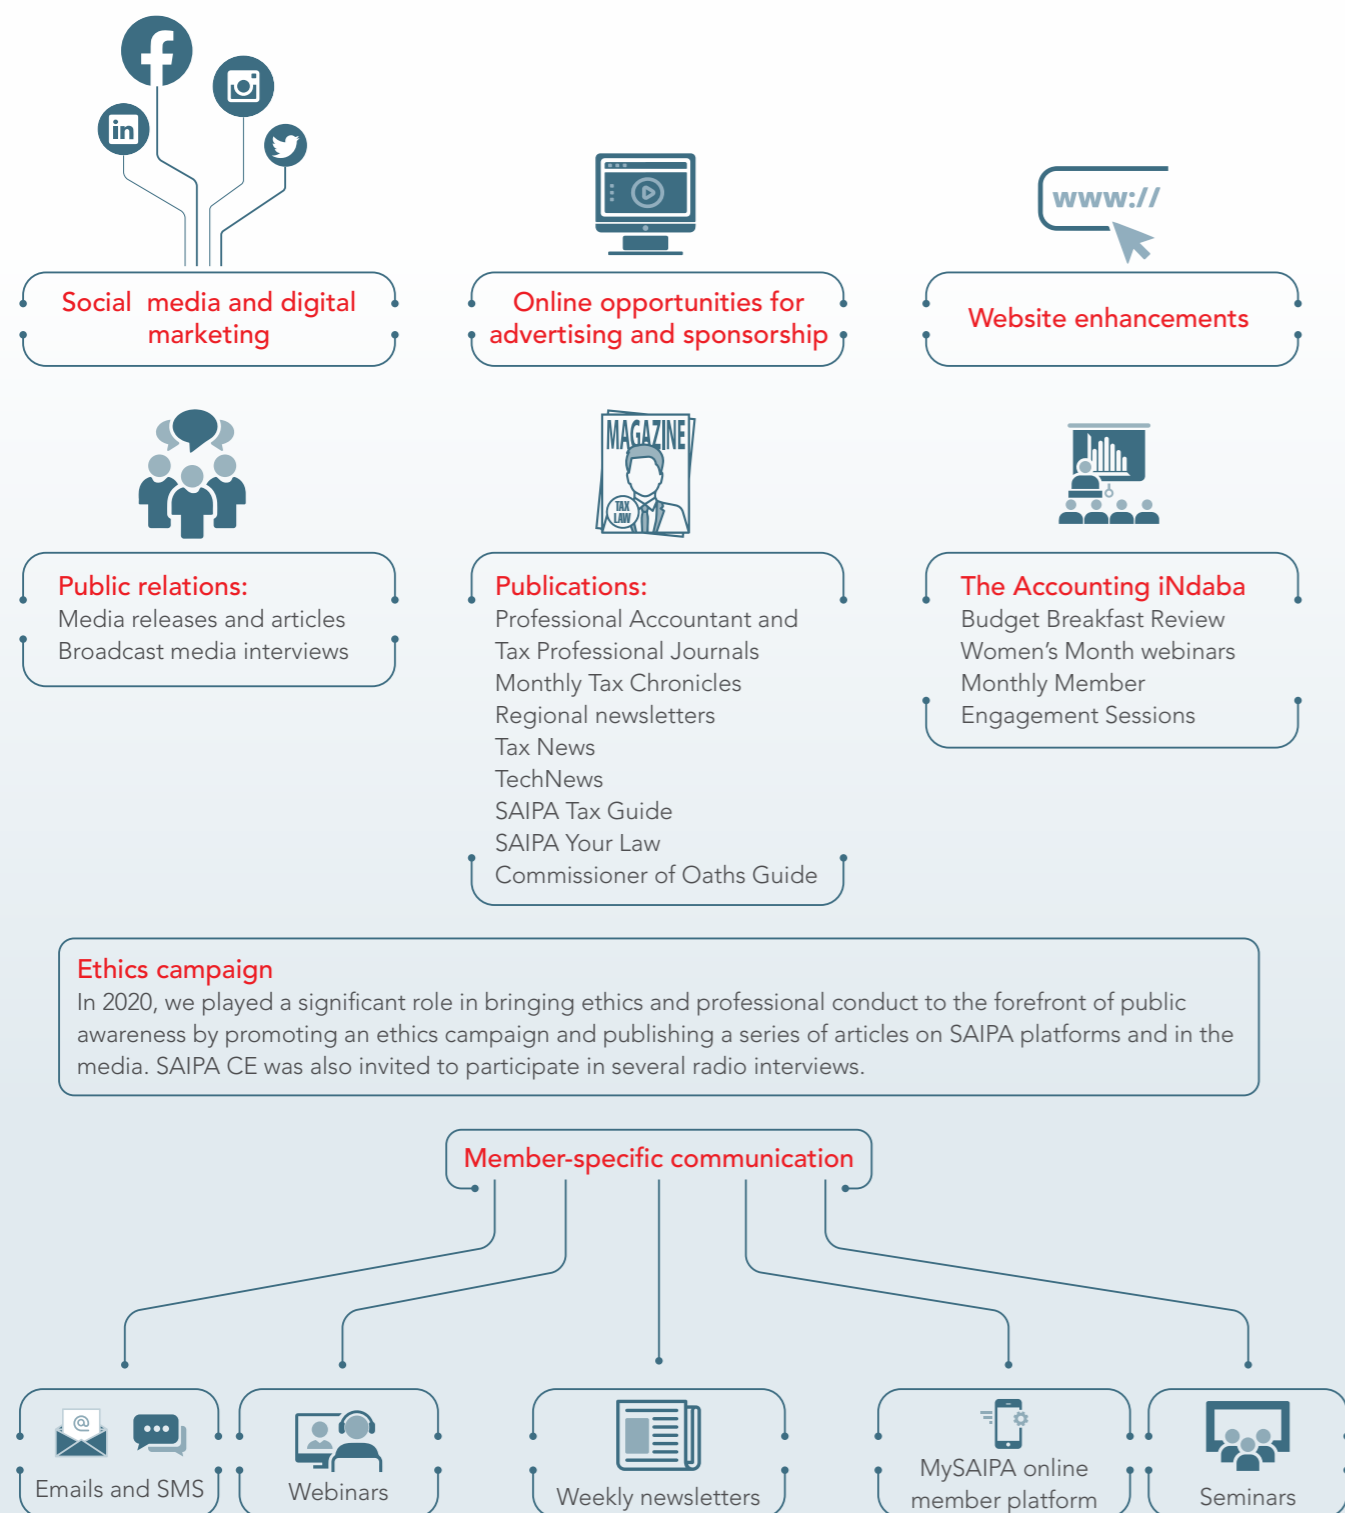 in
www://
Social media and digital
marketing
Online opportunities for
advertising and sponsorship
Website enhancements
MAGAZINE
TAX
LAW
Public relations:
Media releases and articles
Broadcast media interviews
Publications:
Professional Accountant and
Tax Professional Journals
Monthly Tax Chronicles
Regional newsletters
Tax News
TechNews
SAIPA Tax Guide
SAIPA Your Law
Commissioner of Oaths Guide
The Accounting iNdaba
Budget Breakfast Review
Women’s Month webinars
Monthly Member
Engagement Sessions
Ethics campaign
In 2020, we played a significant role in bringing ethics and professional conduct to the forefront of public
awareness by promoting an ethics campaign and publishing a series of articles on SAIPA platforms and in the
media. SAIPA CE was also invited to participate in several radio interviews.
Member-specific communication
@
Emails and SMS
Webinars
Weekly newsletters
MySAIPA online
member platform
Seminars